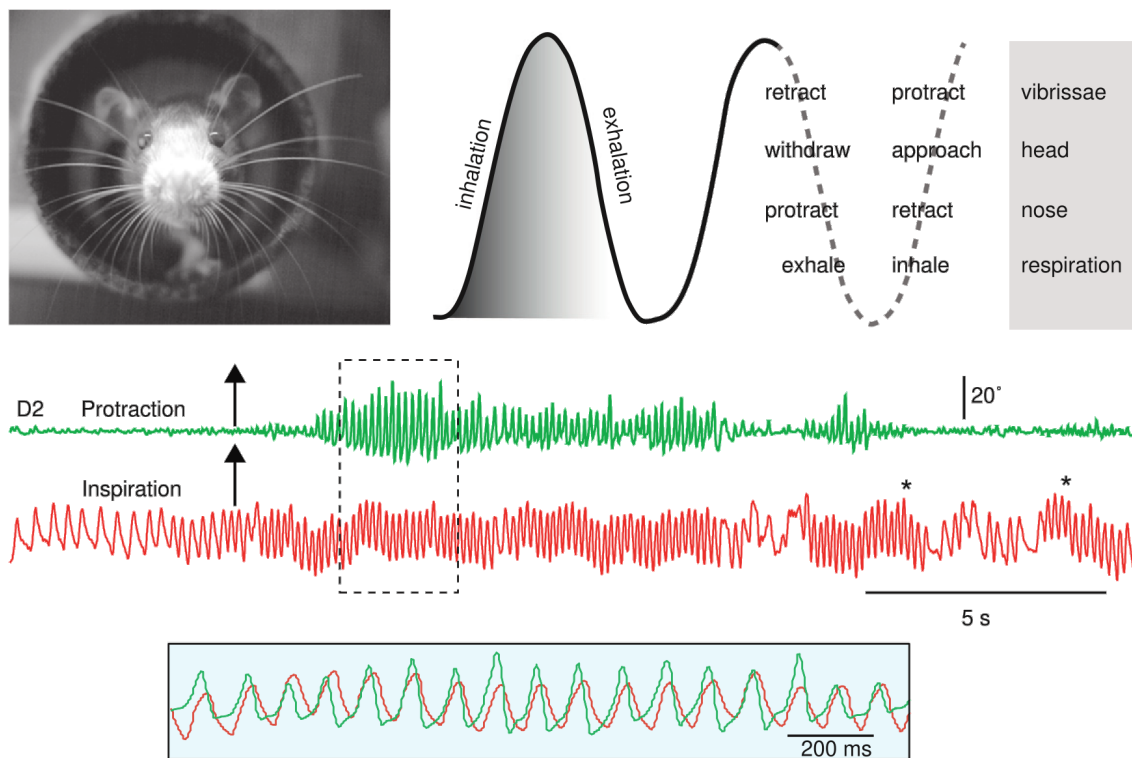 inhalation
exhalation
retract protract vibrissae
withdraw approach head
protract retract nose
exhale inhale respiration
D2 Protraction
20°
Inspiration
*
*
5 s
200 ms